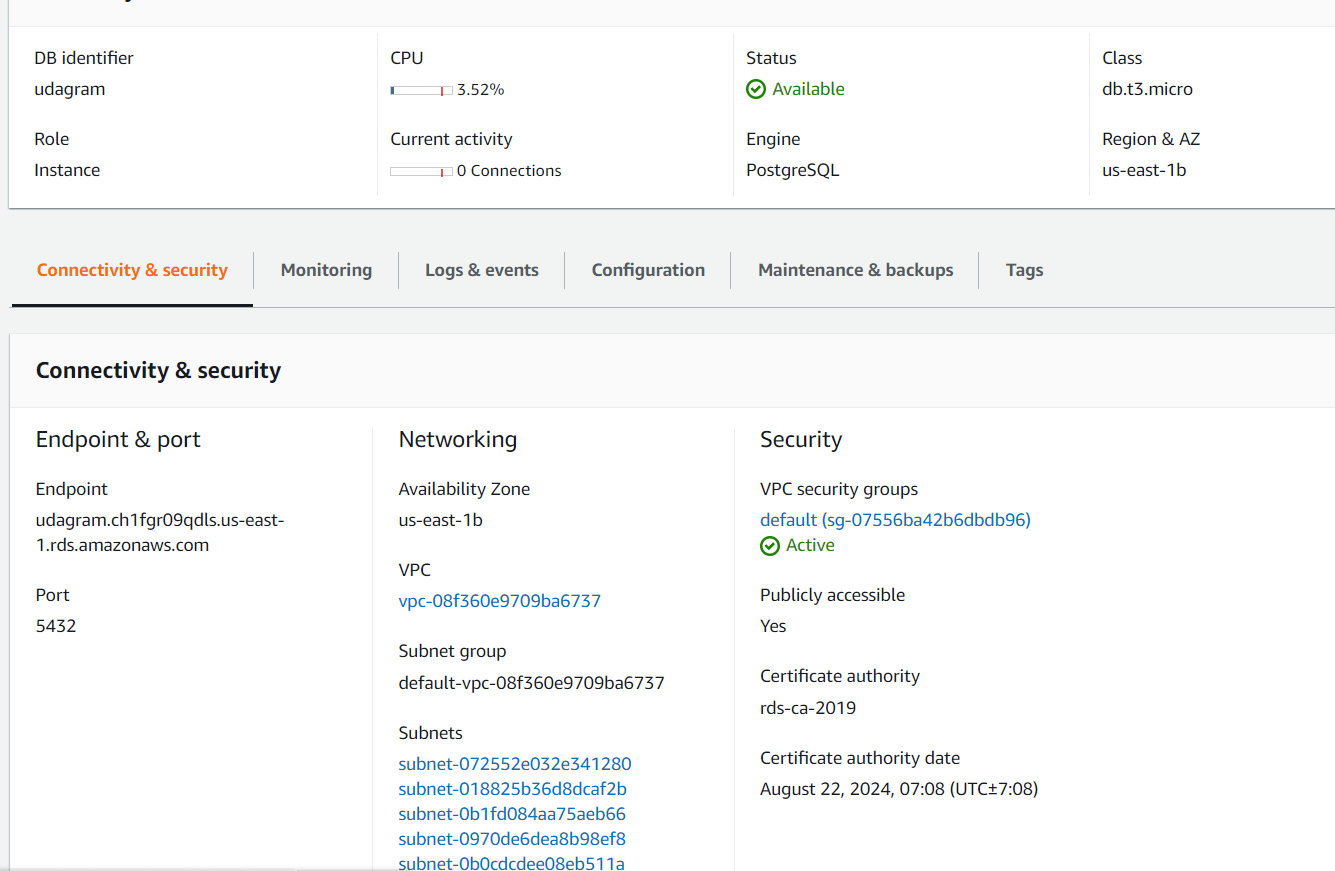 DB identifier
udagram
CPU
3.52%
Status
Available
Class
db.t3.micro
Role
Instance
Current activity
0 Connections
Engine
PostgreSQL
Region & AZ
us-east-1b
Connectivity & security
Monitoring
Logs & events
Configuration
Maintenance & backups
Tags
Connectivity & security
Endpoint & port
Endpoint
udagram.ch1fgr09qdls.us-east-
1.rds.amazonaws.com
Port
5432
Networking
Availability Zone
us-east-1b
VPC
vpc-08f360e9709ba6737
Subnet group
default-vpc-08f360e9709ba6737
Subnets
subnet-072552e032e341280
subnet-018825b36d8dcaf2b
subnet-0b1fd084aa75aeb66
subnet-0970de6dea8b98ef8
subnet-0b0cdcdee08eb511a
Security
VPC security groups
default (sg-07556ba42b6dbdb96)
Active
Publicly accessible
Yes
Certificate authority
rds-ca-2019
Certificate authority date
August 22, 2024, 07:08 (UTC±7:08)